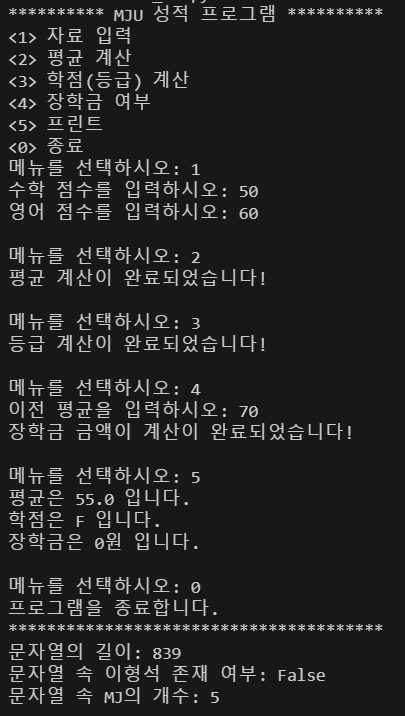 ********** MJU 성적 프로그램 **********
<1> 자료 입력
<2> 평균 계산
<3> 학점(등급) 계산
<4> 장학금 여부
<5> 프린트
<0> 종료
메뉴를 선택하시오: 1
수학 점수를 입력하시오: 50
영어 점수를 입력하시오: 60

메뉴를 선택하시오: 2
평균 계산이 완료되었습니다!

메뉴를 선택하시오: 3
등급 계산이 완료되었습니다!

메뉴를 선택하시오: 4
이전 평균을 입력하시오: 70
장학금 금액이 계산이 완료되었습니다!

메뉴를 선택하시오: 5
평균은 55.0 입니다.
학점은 F 입니다.
장학금은 0원 입니다.

메뉴를 선택하시오: 0
프로그램을 종료합니다.
***************************************
문자열의 길이: 839
문자열 속 이형석 존재 여부: False
문자열 속 MJ의 개수: 5